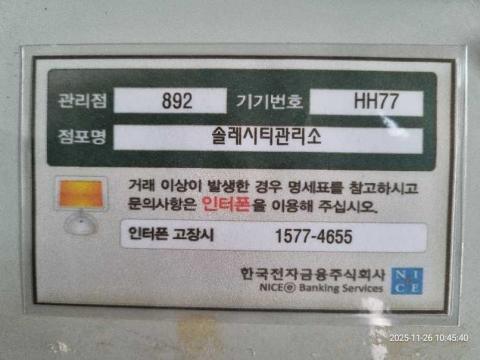 관리점 892 기기번호 HH77
점포명 솔레시티관리소
거래 이상이 발생한 경우 명세표를 참고하시고
문의사항은 인터폰을 이용해 주십시오.
인터폰 고장시 1577-4655
한국전자금융주식회사
NICE Banking Services
NI
CE
2025-11-26 10:45:40